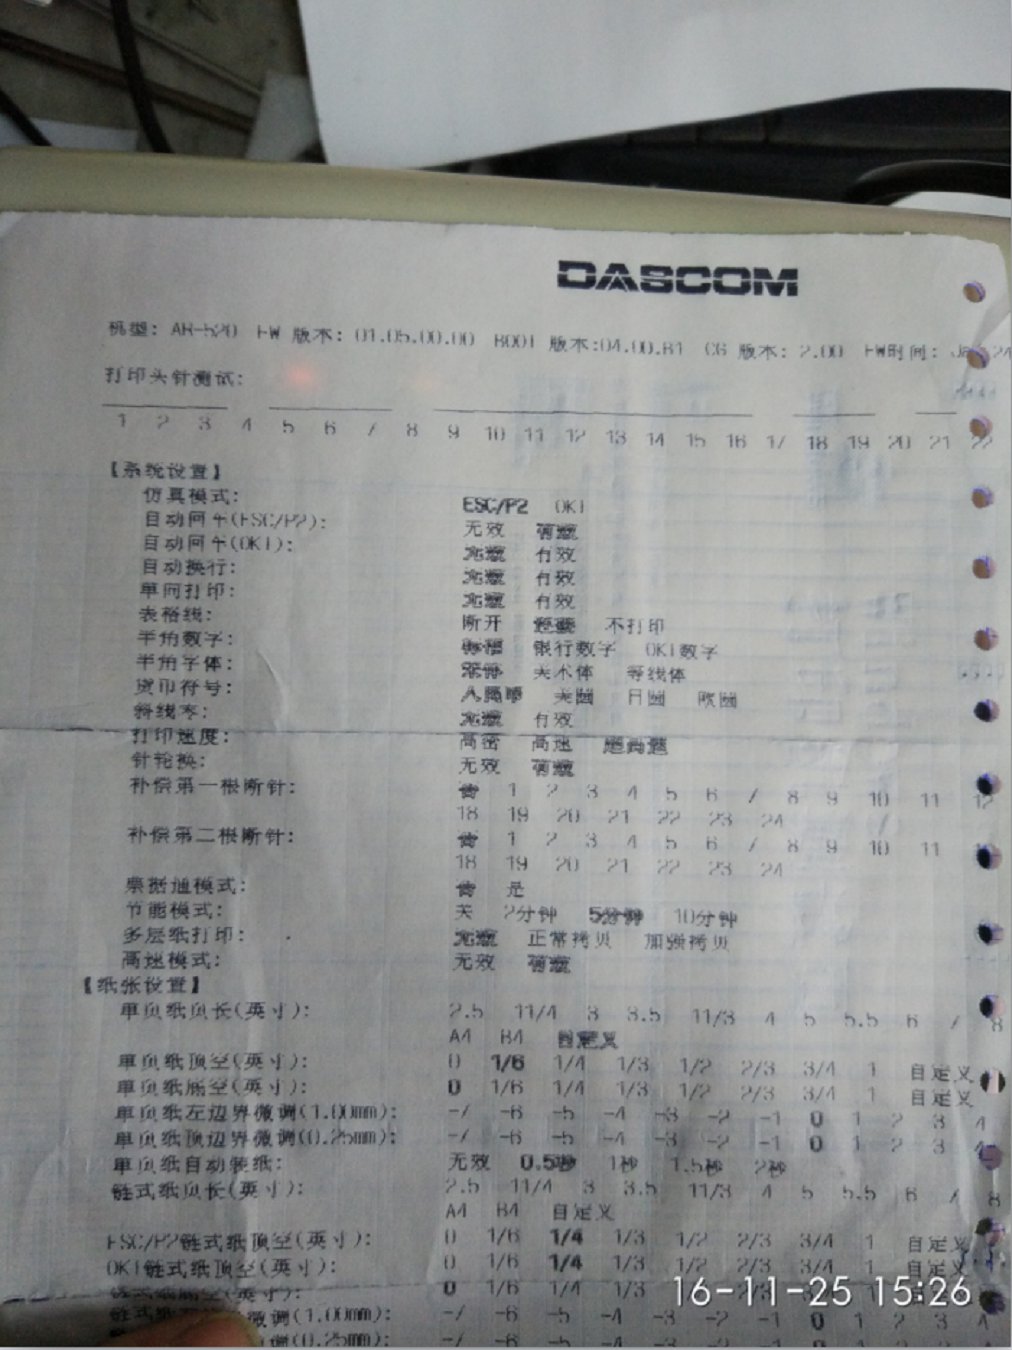 DASCOM
机型: AR-520 FW 版本: 01.05.00.00 BOOT 版本:04.00.B1 CG 版本: 2.00 FW时间:
打印头针测试:
1 2 3 4 5 6 7 8 9 10 11 12 13 14 15 16 17 18 19 20 21 22
【系统设置】
仿真模式: ESC/P2 OKI
自动回车(ESC/P2): 无效 有效
自动回车(OKI): 无效 有效
自动换行: 无效 有效
单向打印: 无效 有效
表格线: 断开 连接 不打印
半角数字: 标准 银行数字 OKI数字
半角字体: 美术体 等线体
货币符号: 人民币 美圆 日圆 欧圆
斜线零: 无效 有效
打印速度: 高密 高速 超高速
针轮换: 无效 有效
补偿第一根断针: 否 1 2 3 4 5 6 7 8 9 10 11 12
18 19 20 21 22 23 24
补偿第二根断针: 否 1 2 3 4 5 6 7 8 9 10 11
18 19 20 21 22 23 24
票据通模式: 否 是
节能模式: 关 2分钟 5分钟 10分钟
多层纸打印: 无效 正常拷贝 加强拷贝
高速模式: 无效 有效
【纸张设置】
单页纸页长(英寸): 2.5 11/4 3 3.5 11/3 4 5 5.5 6 7 8
A4 B4 自定义
单页纸顶空(英寸): 0 1/6 1/4 1/3 1/2 2/3 3/4 1 自定义
单页纸底空(英寸): 0 1/6 1/4 1/3 1/2 2/3 3/4 1 自定义
单页纸左边界微调(1.00mm): -7 -6 -5 -4 -3 -2 -1 0 1 2 3 4
单页纸顶边界微调(0.25mm): -7 -6 -5 -4 -3 -2 -1 0 1 2 3 4
单页纸自动装纸: 无效 0.5秒 1秒 1.5秒 2秒
链式纸页长(英寸): 2.5 11/4 3 3.5 11/3 4 5 5.5 6 7 8
A4 B4 自定义
ESC/P2链式纸顶空(英寸): 0 1/6 1/4 1/3 1/2 2/3 3/4 1 自定义
OKI链式纸顶空(英寸): 0 1/6 1/4 1/3 1/2 2/3 3/4 1 自定义
链式纸底空(英寸): 0 1/6 1/4 1/3
链式纸 微调(1.00mm): -7 -6 -5 -4 -3 -2 -1 0 1 2 3 4
微调(0.25mm): -7 -6 -5 -4 -3 -2 -1 0 1 2 3 4
16-11-25 15:26